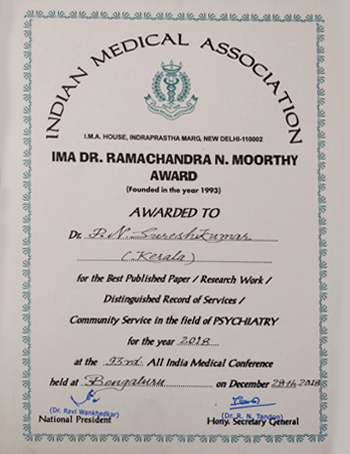 INDIAN MEDICAL ASSOCIATION
I.M.A. HOUSE, INDRAPRASTHA MARG, NEW DELHI-110002
IMA DR. RAMACHANDRA N. MOORTHY
AWARD
(Founded in the year 1993)
AWARDED TO
Dr. P.N. Sureshkumar
(Kerala)
for the Best Published Paper / Research Work /
Distinguished Record of Services /
Community Service in the field of PSYCHIATRY
for the year 2018
at the 93rd All India Medical Conference
held at Bengaluru on December 28th 2018
(Dr. Ravi Wankhedkar) (Dr. R. N. Tandon)
National President Hony. Secretary General